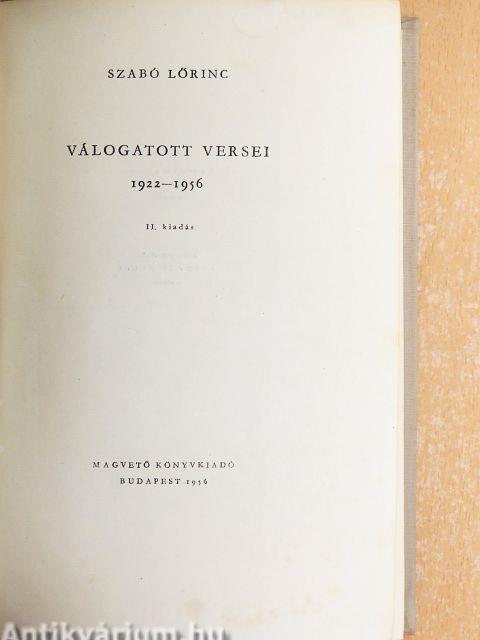 SZABÓ LŐRINC
VÁLOGATOTT VERSEI
1922—1956
II. kiadás
MAGVETŐ KÖNYVKIADÓ
BUDAPEST 1956
Antikvárium.hu